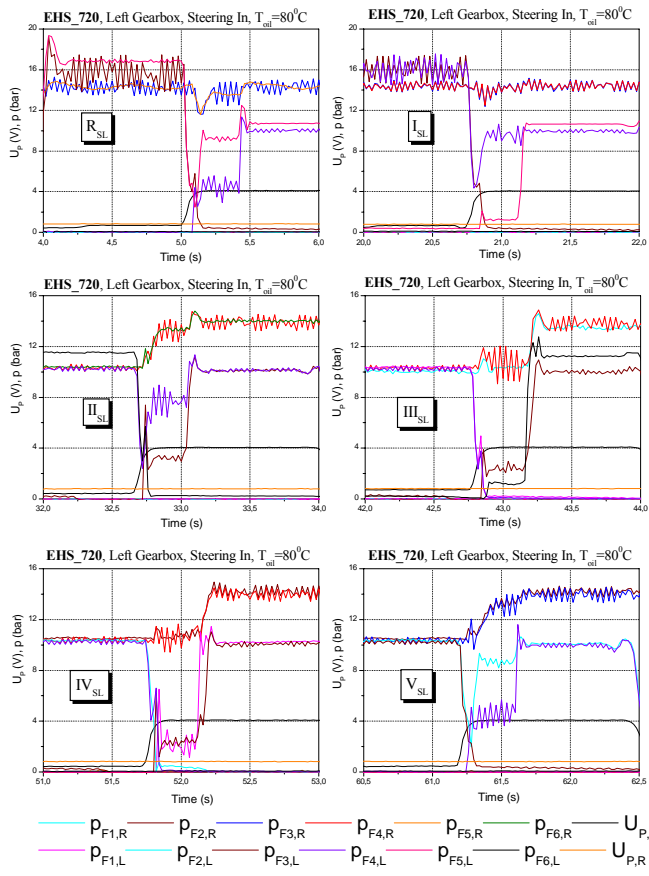 EHS_720, Left Gearbox, Steering In, T_oil=80⁰C
EHS_720, Left Gearbox, Steering In, T_oil=80⁰C
20
16
12
8
4
0
U_P (V), p (bar)
R_SL
4,0 4,5 5,0 5,5 6,0
Time (s)
20
16
12
8
4
0
U_P (V), p (bar)
I_SL
20,0 20,5 21,0 21,5 22,0
Time (s)
EHS_720, Left Gearbox, Steering In, T_oil=80⁰C
EHS_720, Left Gearbox, Steering In, T_oil=80⁰C
16
12
8
4
0
U_P (V), p (bar)
II_SL
32,0 32,5 33,0 33,5 34,0
Time (s)
16
12
8
4
0
U_P (V), p (bar)
III_SL
42,0 42,5 43,0 43,5 44,0
Time (s)
EHS_720, Left Gearbox, Steering In, T_oil=80⁰C
EHS_720, Left Gearbox, Steering In, T_oil=80⁰C
16
12
8
4
0
U_P (V), p (bar)
IV_SL
51,0 51,5 52,0 52,5 53,0
Time (s)
16
12
8
4
0
U_P (V), p (bar)
V_SL
60,5 61,0 61,5 62,0 62,5
Time (s)
p_F1,R p_F2,R p_F3,R p_F4,R p_F5,R p_F6,R U_P,
p_F1,L p_F2,L p_F3,L p_F4,L p_F5,L p_F6,L U_P,R